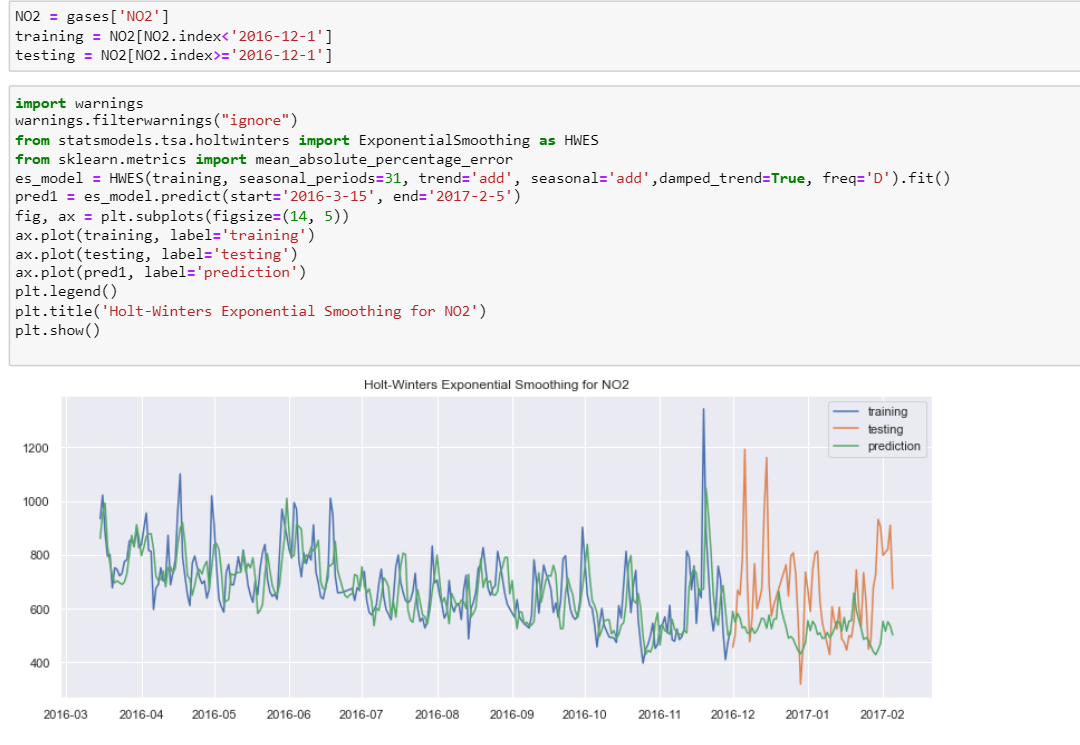 NO2 = gases['NO2']
training = NO2[NO2.index<'2016-12-1']
testing = NO2[NO2.index>='2016-12-1']
import warnings
warnings.filterwarnings("ignore")
from statsmodels.tsa.holtwinters import ExponentialSmoothing as HWES
from sklearn.metrics import mean_absolute_percentage_error
es_model = HWES(training, seasonal_periods=31, trend='add', seasonal='add',damped_trend=True, freq='D').fit()
pred1 = es_model.predict(start='2016-3-15', end='2017-2-5')
fig, ax = plt.subplots(figsize=(14, 5))
ax.plot(training, label='training')
ax.plot(testing, label='testing')
ax.plot(pred1, label='prediction')
plt.legend()
plt.title('Holt-Winters Exponential Smoothing for NO2')
plt.show()
Holt-Winters Exponential Smoothing for NO2
training
testing
prediction
1200
1000
800
600
400
2016-03 2016-04 2016-05 2016-06 2016-07 2016-08 2016-09 2016-10 2016-11 2016-12 2017-01 2017-02